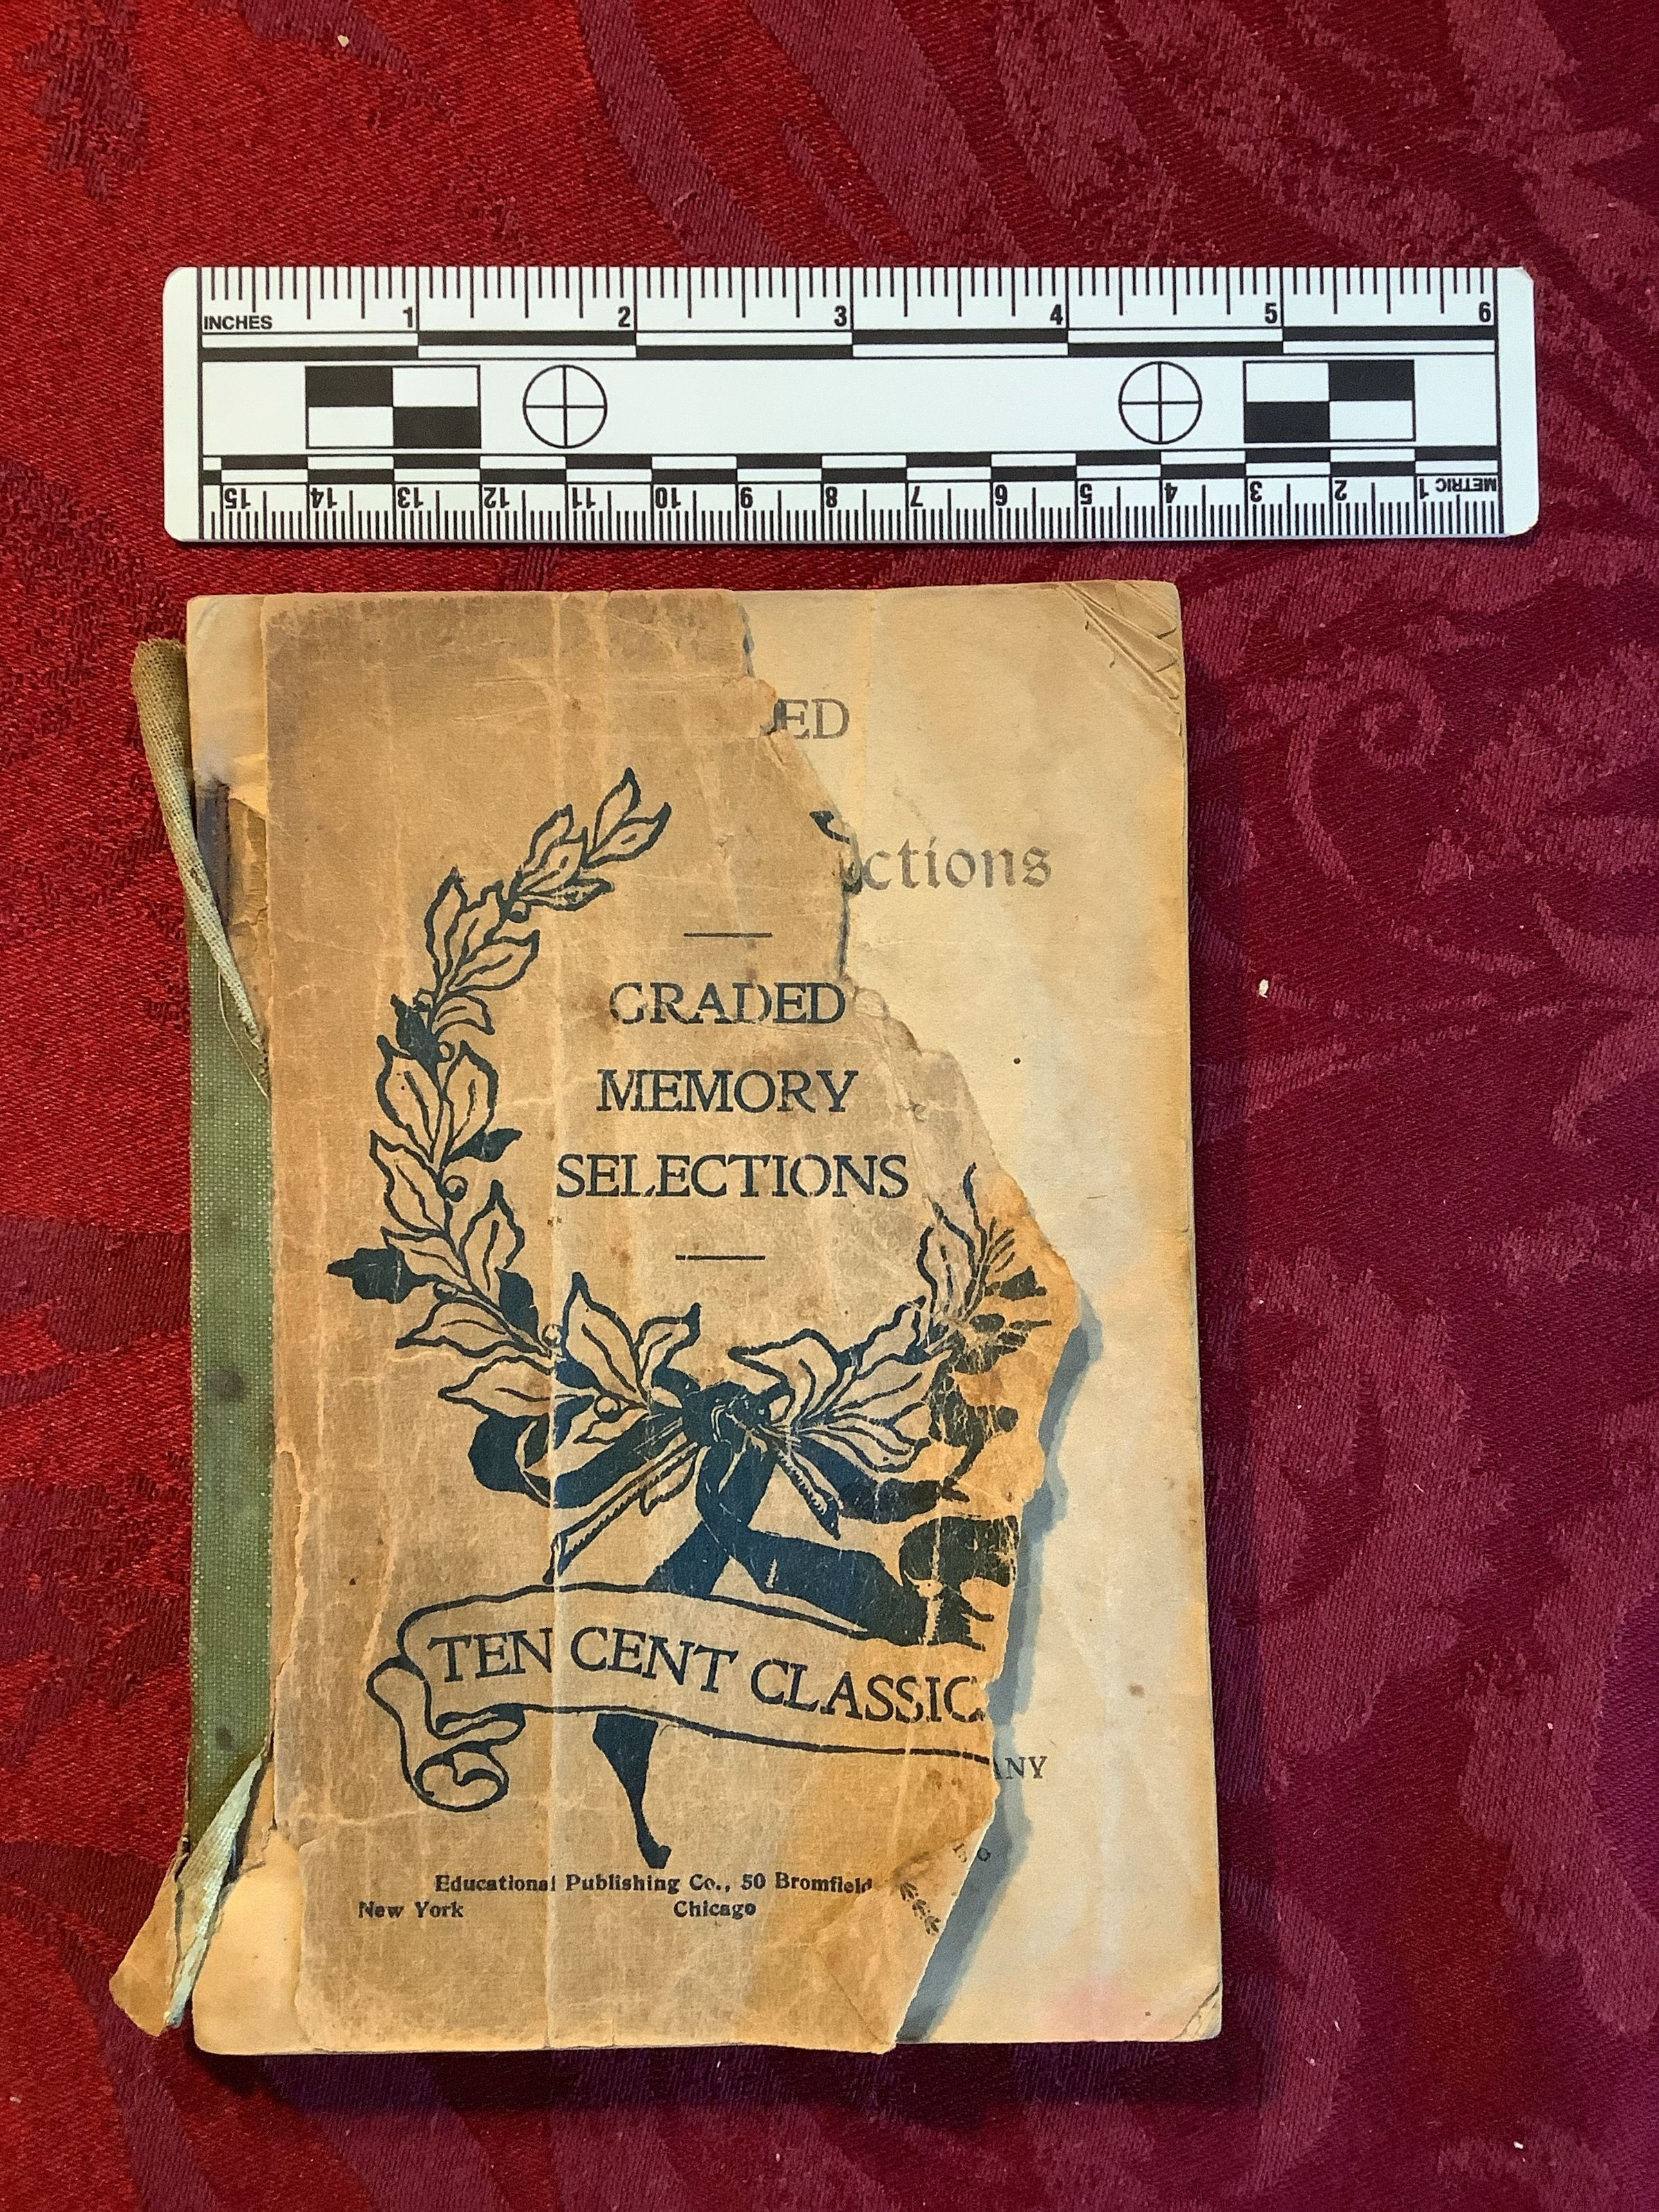 INCHES 1 2 3 4 5 6
15 14 13 12 11 10 9 8 7 6 5 4 3 2 1 METRIC
ED
ctions
GRADED
MEMORY
SELECTIONS
TEN CENT CLASSIC
ANY
Educational Publishing Co., 50 Bromfield
New York Chicago